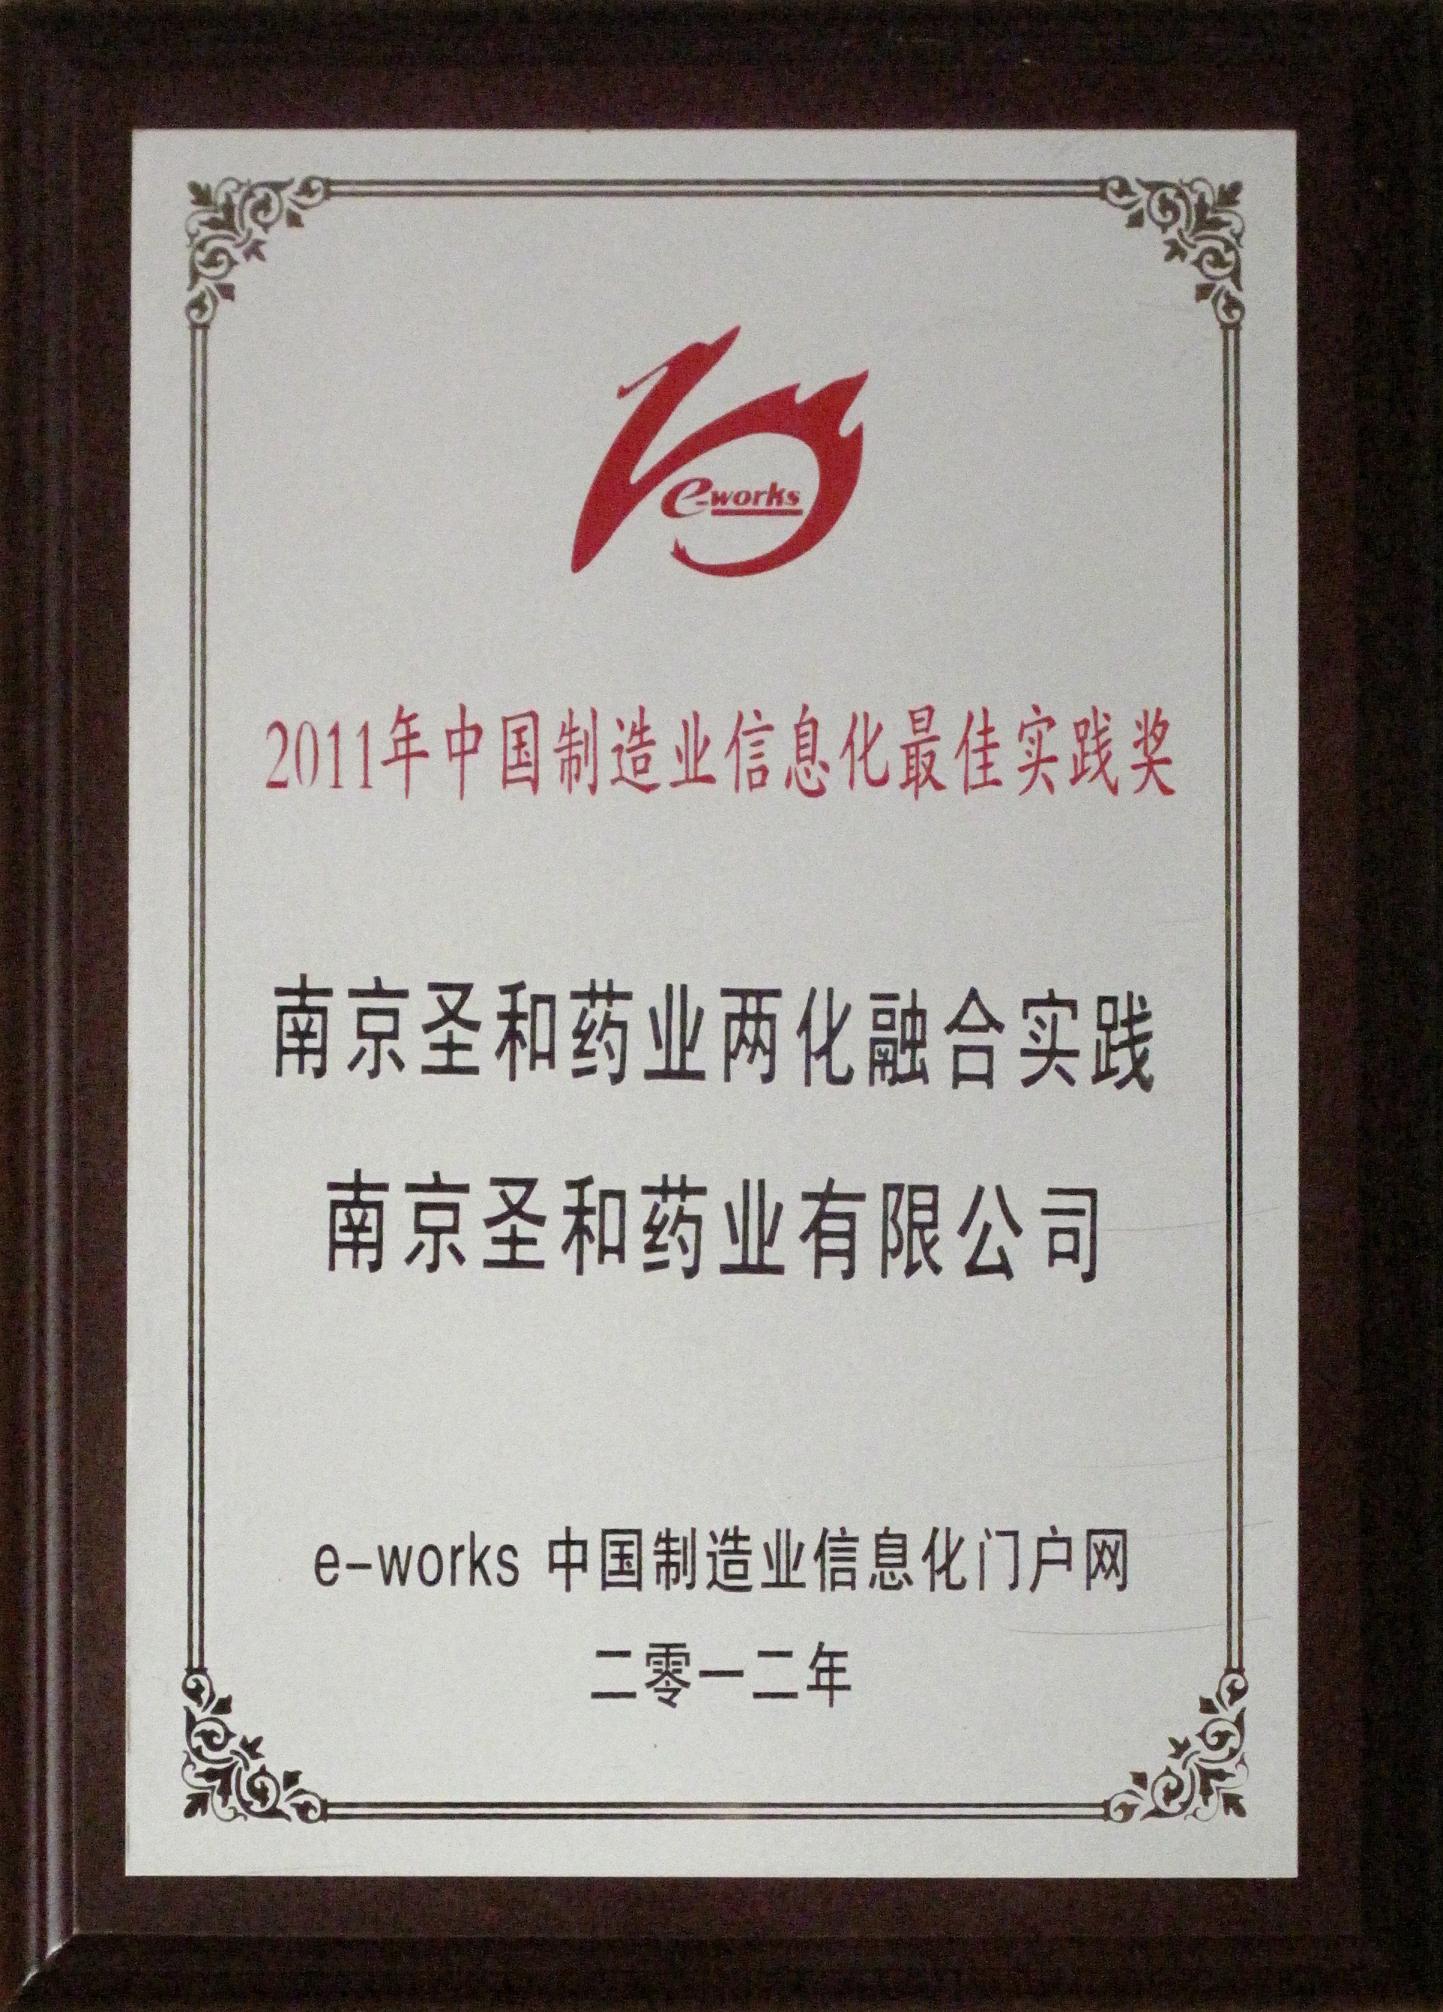 e-works
2011年中国制造业信息化最佳实践奖
南京圣和药业两化融合实践
南京圣和药业有限公司
e-works 中国制造业信息化门户网
二零一二年